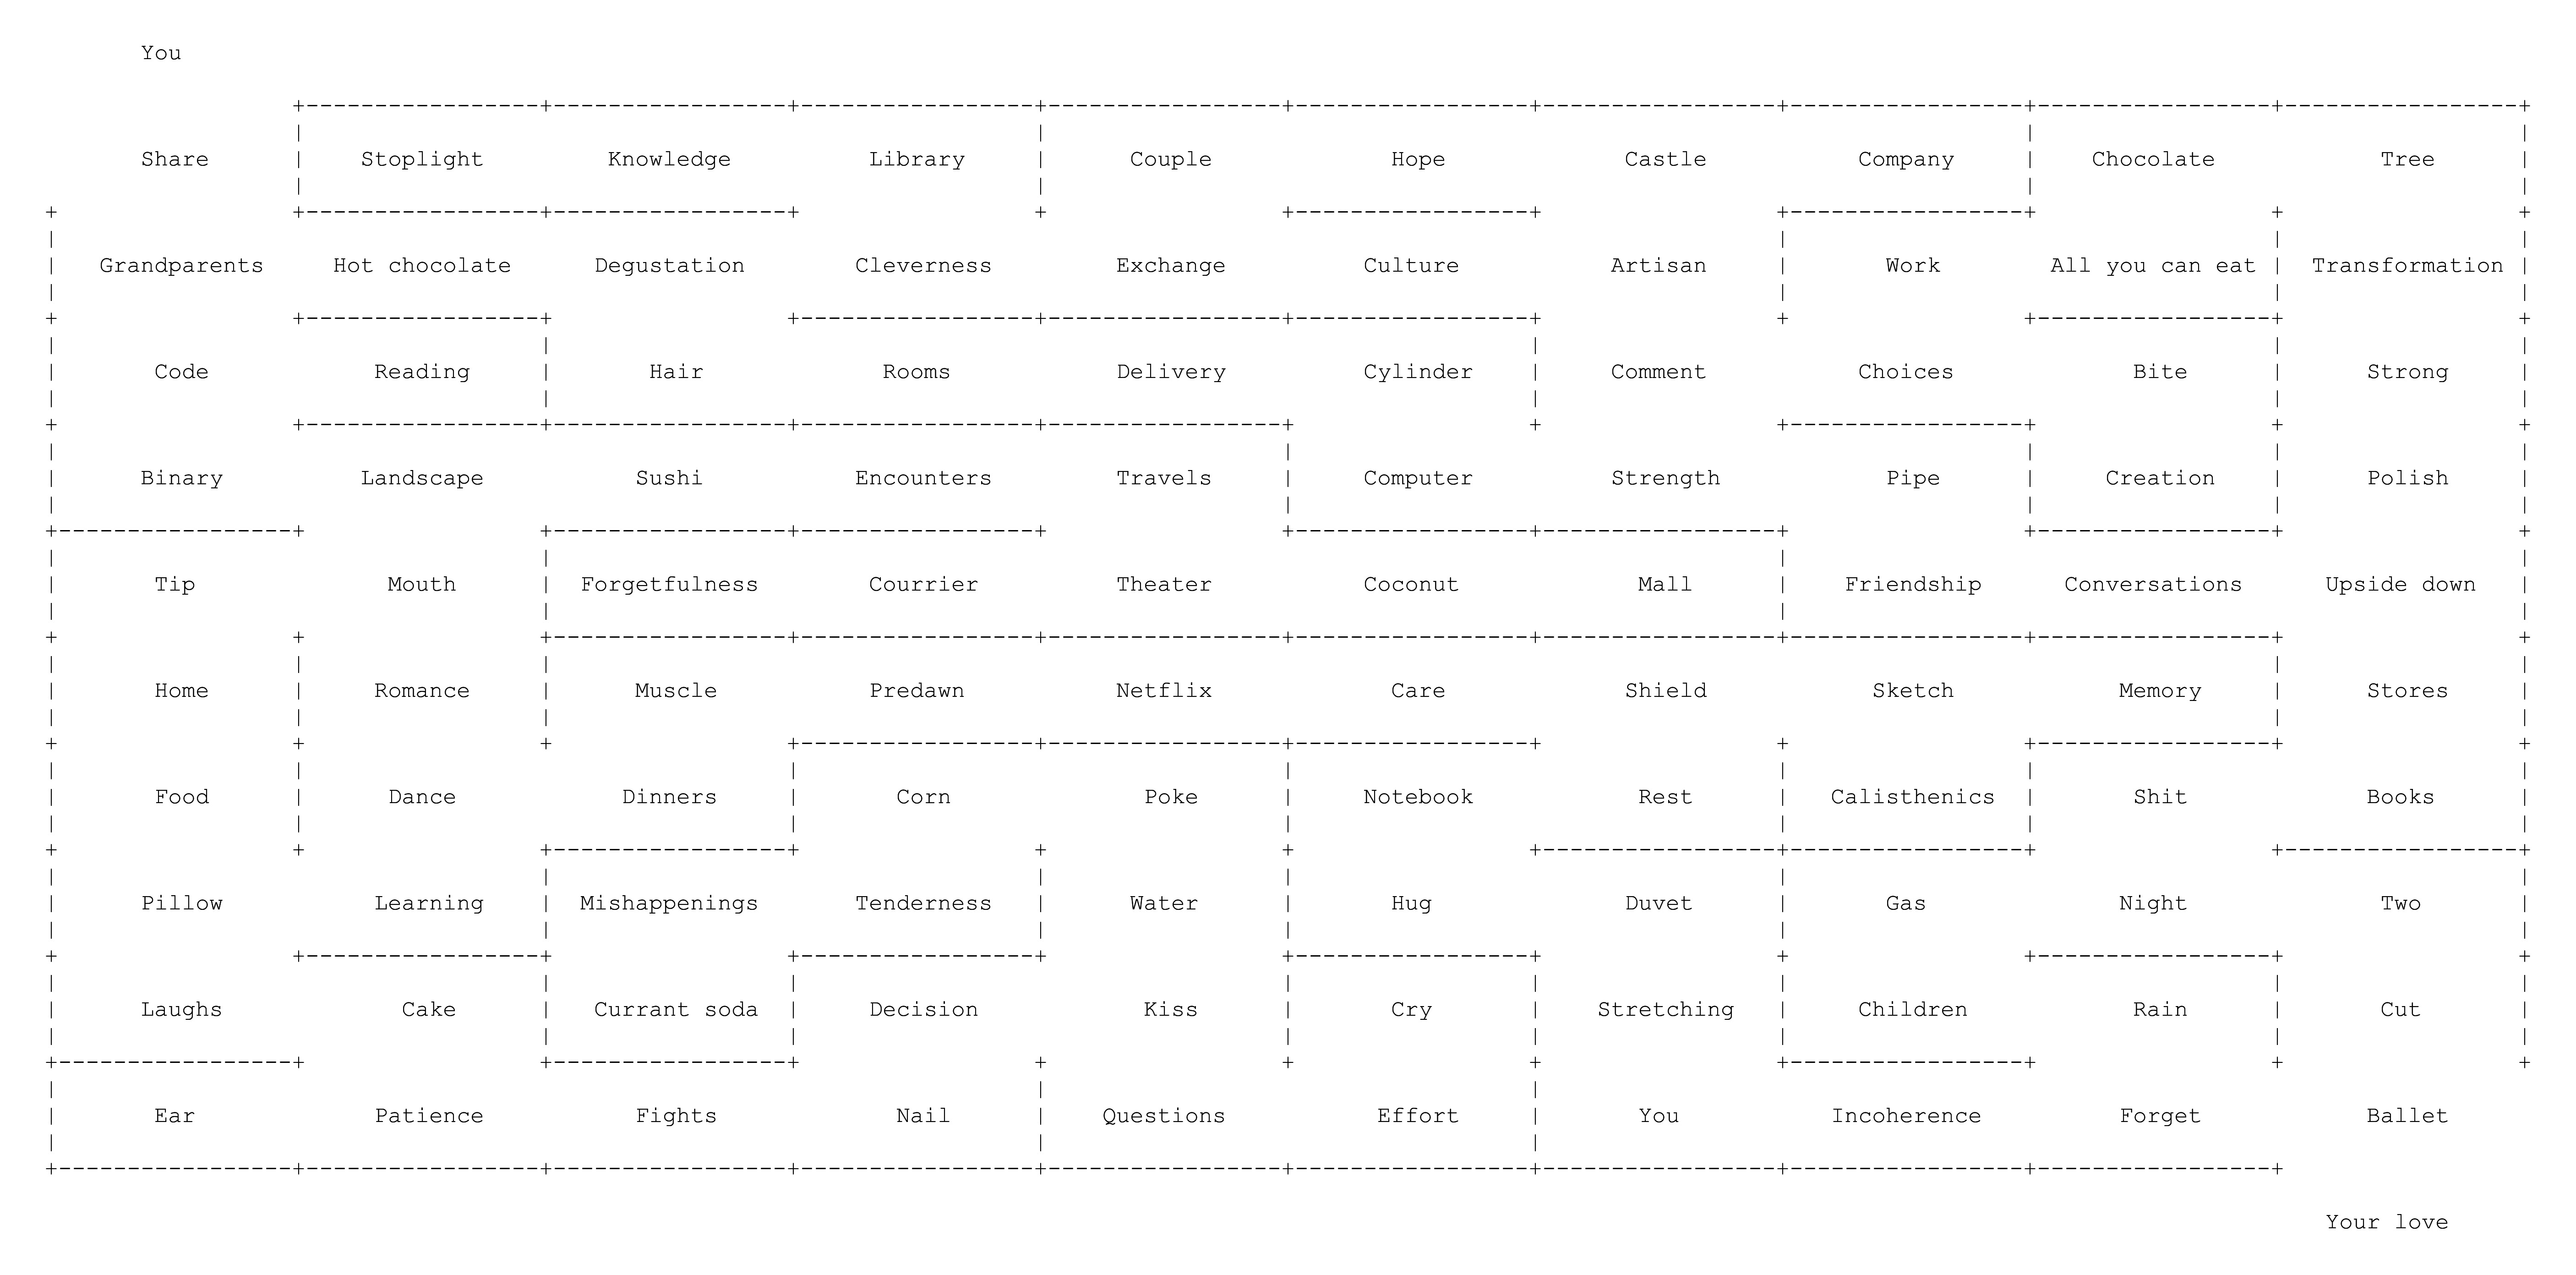 You
Share Stoplight Knowledge Library Couple Hope Castle Company Chocolate Tree
Grandparents Hot chocolate Degustation Cleverness Exchange Culture Artisan Work All you can eat Transformation
Code Reading Hair Rooms Delivery Cylinder Comment Choices Bite Strong
Binary Landscape Sushi Encounters Travels Computer Strength Pipe Creation Polish
Tip Mouth Forgetfulness Courrier Theater Coconut Mall Friendship Conversations Upside down
Home Romance Muscle Predawn Netflix Care Shield Sketch Memory Stores
Food Dance Dinners Corn Poke Notebook Rest Calisthenics Shit Books
Pillow Learning Mishappenings Tenderness Water Hug Duvet Gas Night Two
Laughs Cake Currant soda Decision Kiss Cry Stretching Children Rain Cut
Ear Patience Fights Nail Questions Effort You Incoherence Forget Ballet
Your love